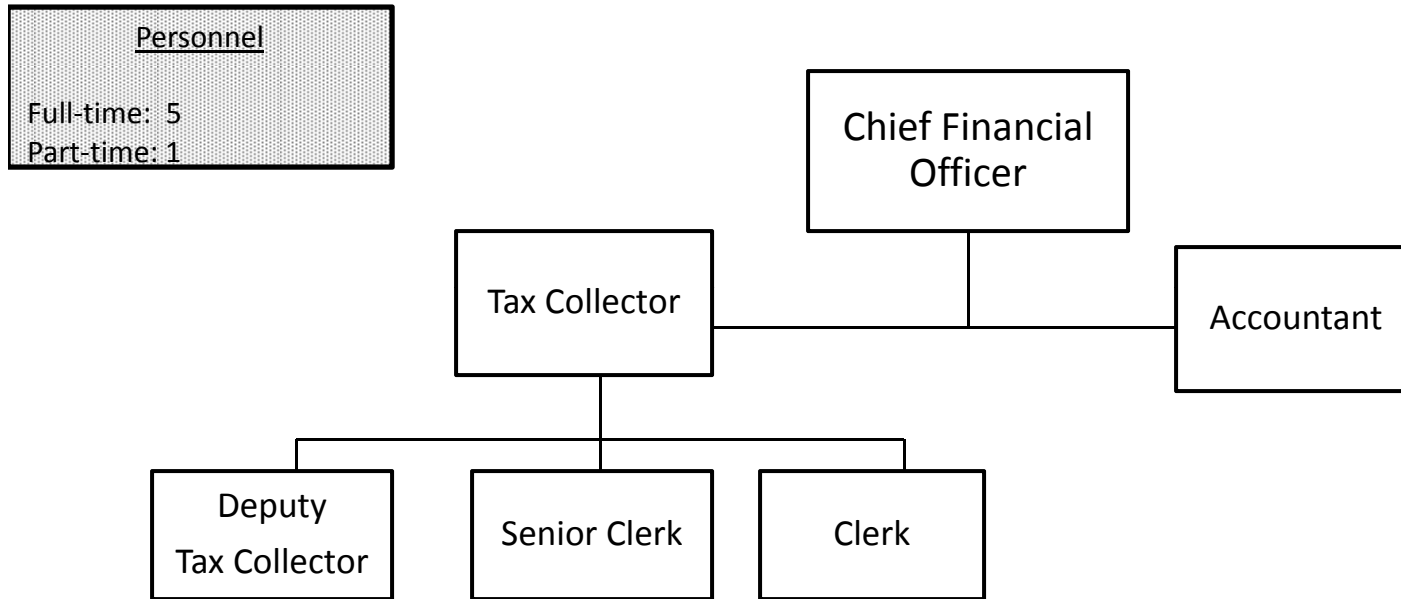 Personnel
Full-time: 5
Part-time: 1
Chief Financial
Officer
Tax Collector
Accountant
Deputy
Tax Collector
Senior Clerk
Clerk